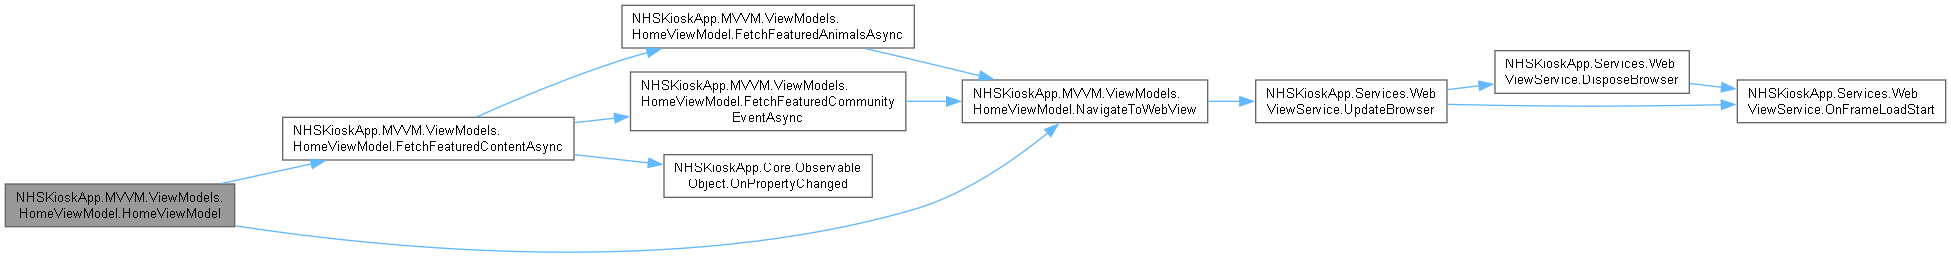 NHSKioskApp.MVVM.ViewModels.
HomeViewModel.HomeViewModel
NHSKioskApp.MVVM.ViewModels.
HomeViewModel.FetchFeaturedContentAsync
NHSKioskApp.MVVM.ViewModels.
HomeViewModel.FetchFeaturedAnimalsAsync
NHSKioskApp.MVVM.ViewModels.
HomeViewModel.FetchFeaturedCommunity
EventAsync
NHSKioskApp.Core.Observable
Object.OnPropertyChanged
NHSKioskApp.MVVM.ViewModels.
HomeViewModel.NavigateToWebView
NHSKioskApp.Services.Web
ViewService.UpdateBrowser
NHSKioskApp.Services.Web
ViewService.DisposeBrowser
NHSKioskApp.Services.Web
ViewService.OnFrameLoadStart